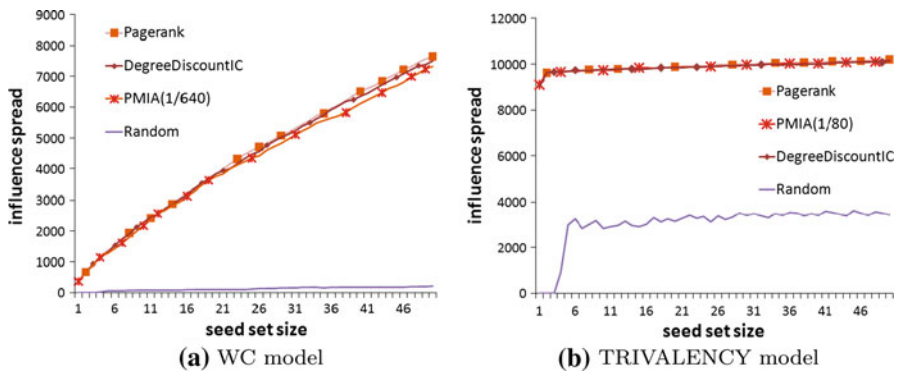 9000
8000
7000
6000
5000
4000
3000
2000
1000
0
influence spread
Pagerank
DegreeDiscountIC
PMIA(1/640)
Random
1 6 11 16 21 26 31 36 41 46
seed set size
(a) WC model
12000
10000
8000
6000
4000
2000
0
influence spread
Pagerank
PMIA(1/80)
DegreeDiscountIC
Random
1 6 11 16 21 26 31 36 41 46
seed set size
(b) TRIVALENCY model